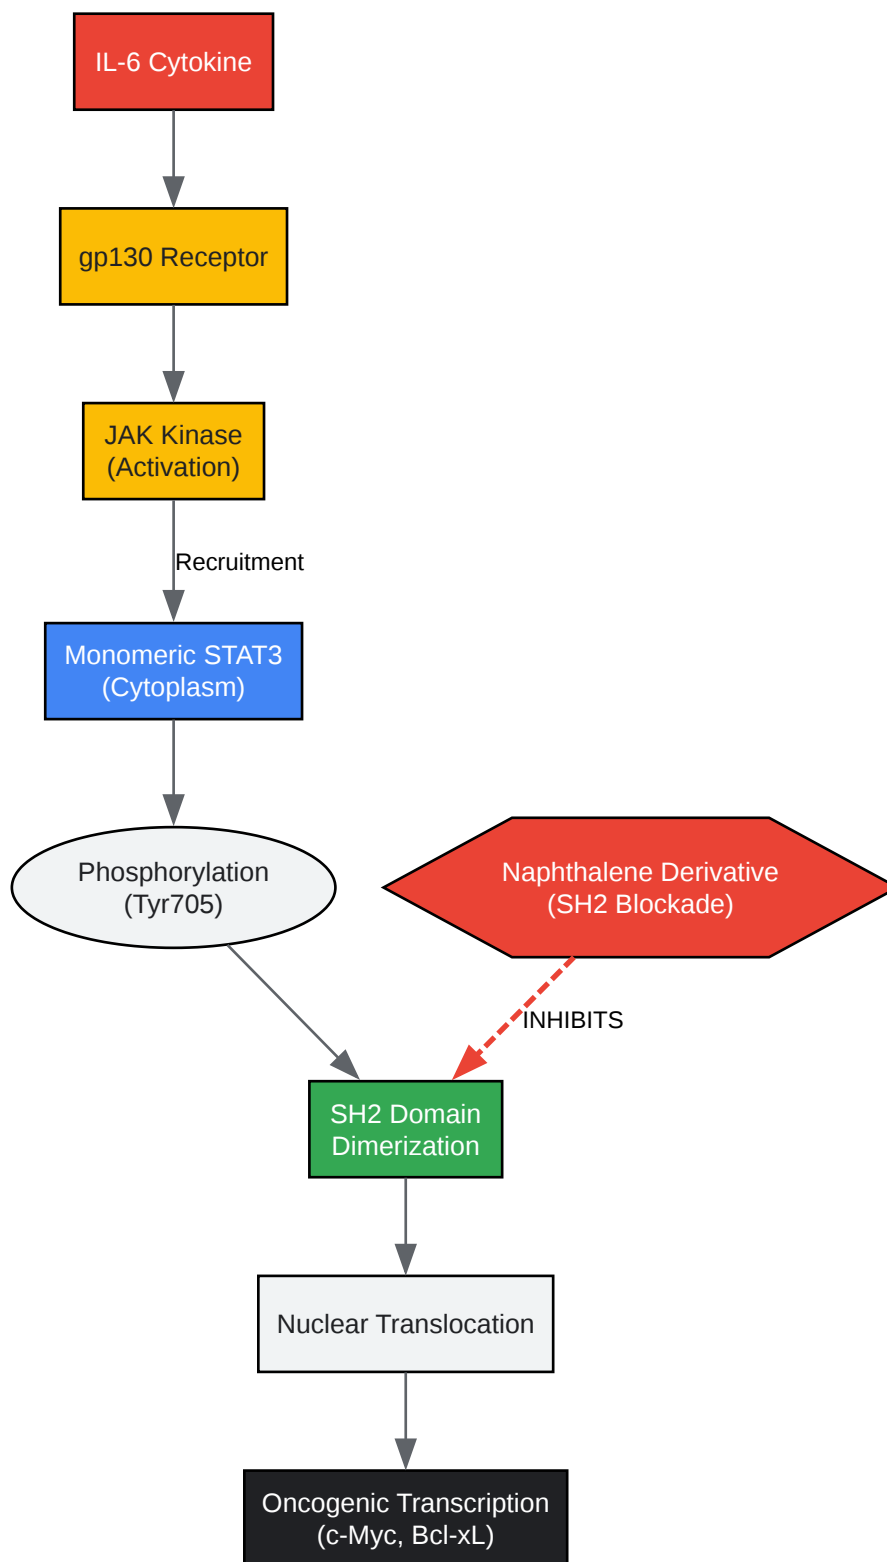 IL-6 Cytokine
gp130 Receptor
JAK Kinase
(Activation)
Recruitment
Monomeric STAT3
(Cytoplasm)
Phosphorylation
(Tyr705)
Naphthalene Derivative
(SH2 Blockade)
INHIBITS
SH2 Domain
Dimerization
Nuclear Translocation
Oncogenic Transcription
(c-Myc, Bcl-xL)